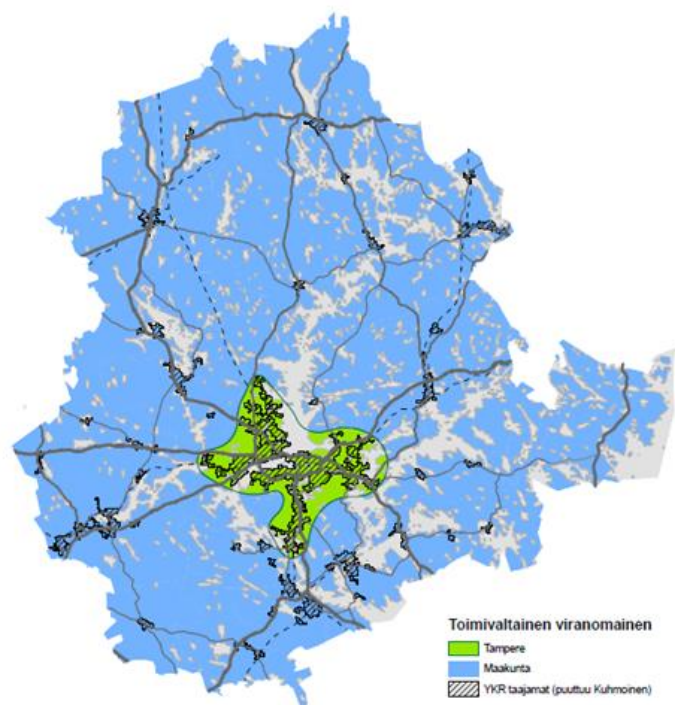 Toimivaltainen viranomainen
Tampere
Maakunta
YKR taajamat (puuttuu Kuhmoinen)